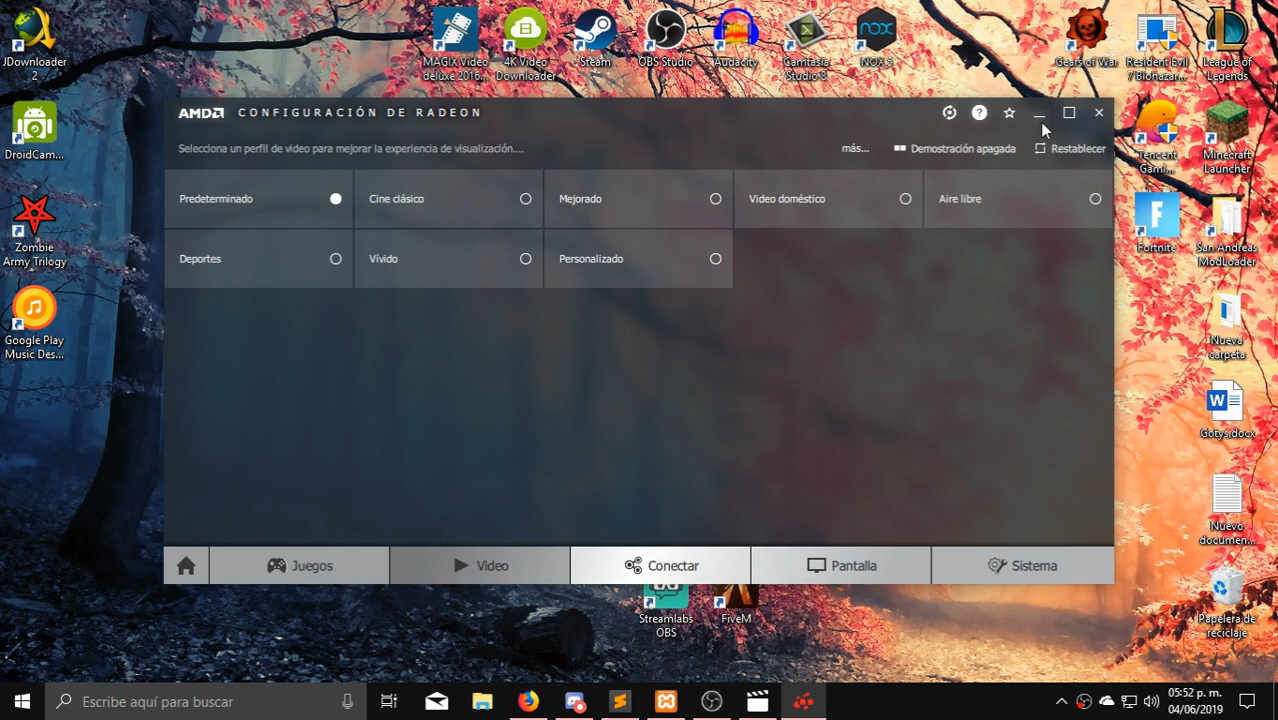 JDownloader
2
MAGIX Video
deluxe 2016...
4K Video
Downloader
Steam
OBS Studio
Audacity
Camtasia
Studio 8
NOX 3
Gears of War
Resident Evil
7 Biohazar...
League of
Legends
DroidCam...
Zombie
Army Trilogy
Google Play
Music Des...
Tencent
Gami...
Minecraft
Launcher
Fortnite
San Andreas
ModLoader
Nueva
carpeta
Gotys.docx
Nuevo
documen...
Papelera de
reciclaje
AMD CONFIGURACIÓN DE RADEON
Selecciona un perfil de video para mejorar la experiencia de visualización....
más...
Demostración apagada
Restablecer
Predeterminado
Cine clásico
Mejorado
Video doméstico
Aire libre
Deportes
Vívido
Personalizado
Juegos
Video
Conectar
Pantalla
Sistema
Streamlabs
OBS
FiveM
Escribe aquí para buscar
05:52 p. m.
04/06/2019